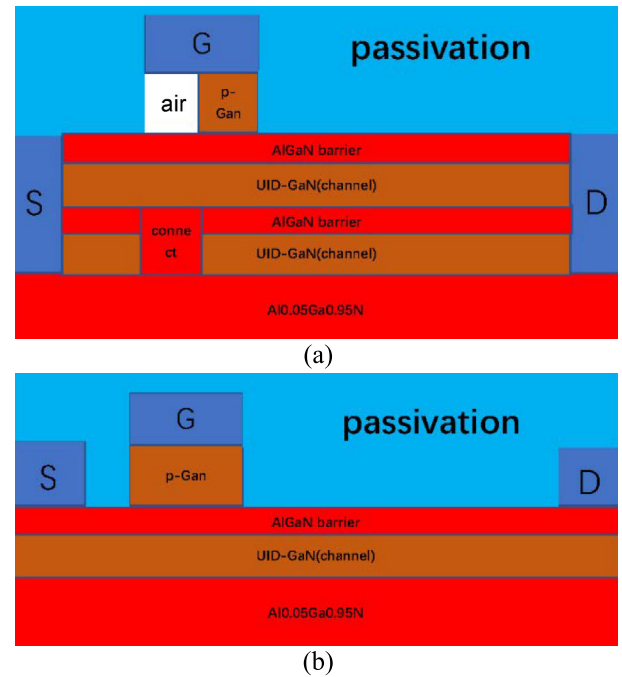 G
passivation
air
p-
Gan
AlGaN barrier
UID-GaN(channel)
S
D
AlGaN barrier
conne
ct
UID-GaN(channel)
Al0.05Ga0.95N
(a)
G
passivation
S
p-Gan
D
AlGaN barrier
UID-GaN(channel)
Al0.05Ga0.95N
(b)